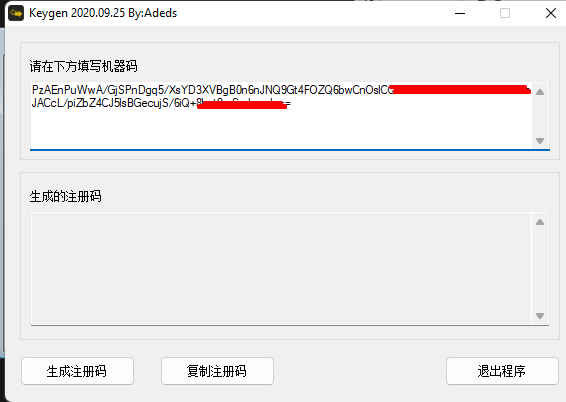 Keygen 2020.09.25 By:Adeds
请在下方填写机器码
PzAEnPuWwA/GjSPnDgq5/XsYD3XVBgB0n6nJNQ9Gt4FOZQ6bwCnOslC
JACcL/piZbZ4CJ5lsBGecujS/6iQ+
生成的注册码
生成注册码
复制注册码
退出程序